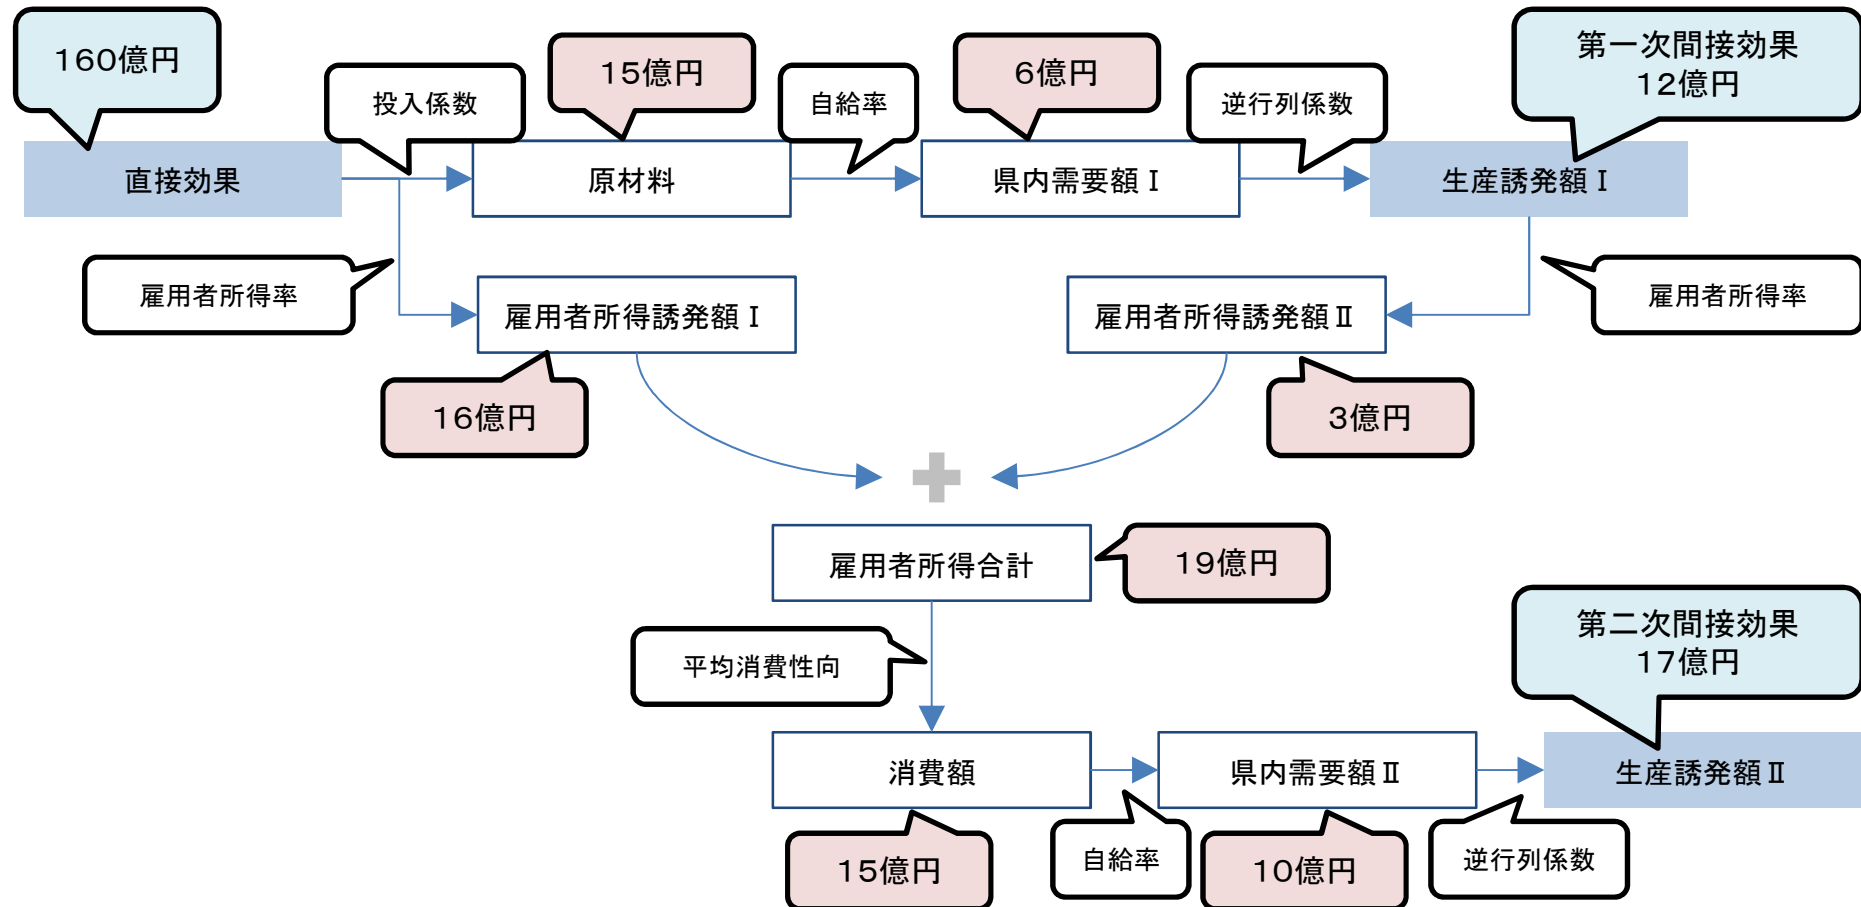 160億円
投入係数
15億円
自給率
6億円
逆行列係数
第一次間接効果
12億円
直接効果
原材料
県内需要額Ⅰ
生産誘発額Ⅰ
雇用者所得率
雇用者所得誘発額Ⅰ
雇用者所得誘発額Ⅱ
雇用者所得率
16億円
3億円
雇用者所得合計
19億円
平均消費性向
第二次間接効果
17億円
消費額
県内需要額Ⅱ
生産誘発額Ⅱ
15億円
自給率
10億円
逆行列係数